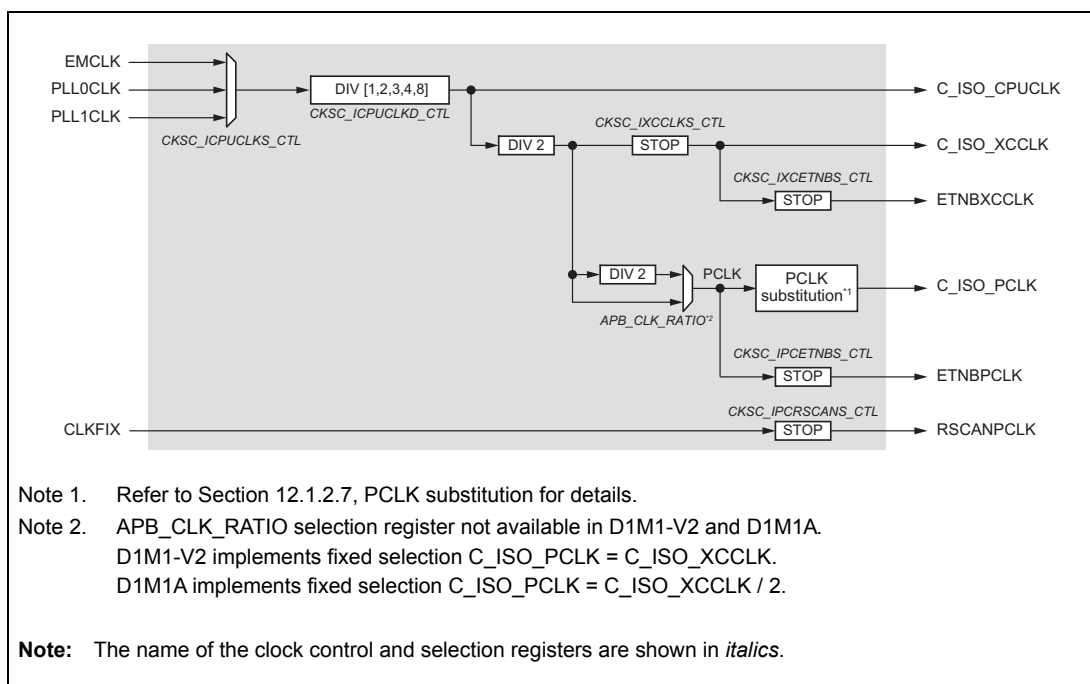 EMCLK
PLL0CLK
PLL1CLK
CKSC_ICPUCLKS_CTL
DIV [1,2,3,4,8]
CKSC_ICPUCLKD_CTL
C_ISO_CPUCLK
DIV 2
CKSC_IXCCLKS_CTL
STOP
C_ISO_XCCLK
CKSC_IXCETNBS_CTL
STOP
ETNBXCCLK
DIV 2
APB_CLK_RATIO*2
PCLK
PCLK
substitution*1
C_ISO_PCLK
CKSC_IPCETNBS_CTL
STOP
ETNBPCLK
CLKFIX
CKSC_IPCRSCANS_CTL
STOP
RSCANPCLK
Note 1. Refer to Section 12.1.2.7, PCLK substitution for details.
Note 2. APB_CLK_RATIO selection register not available in D1M1-V2 and D1M1A.
D1M1-V2 implements fixed selection C_ISO_PCLK = C_ISO_XCCLK.
D1M1A implements fixed selection C_ISO_PCLK = C_ISO_XCCLK / 2.
Note: The name of the clock control and selection registers are shown in italics.